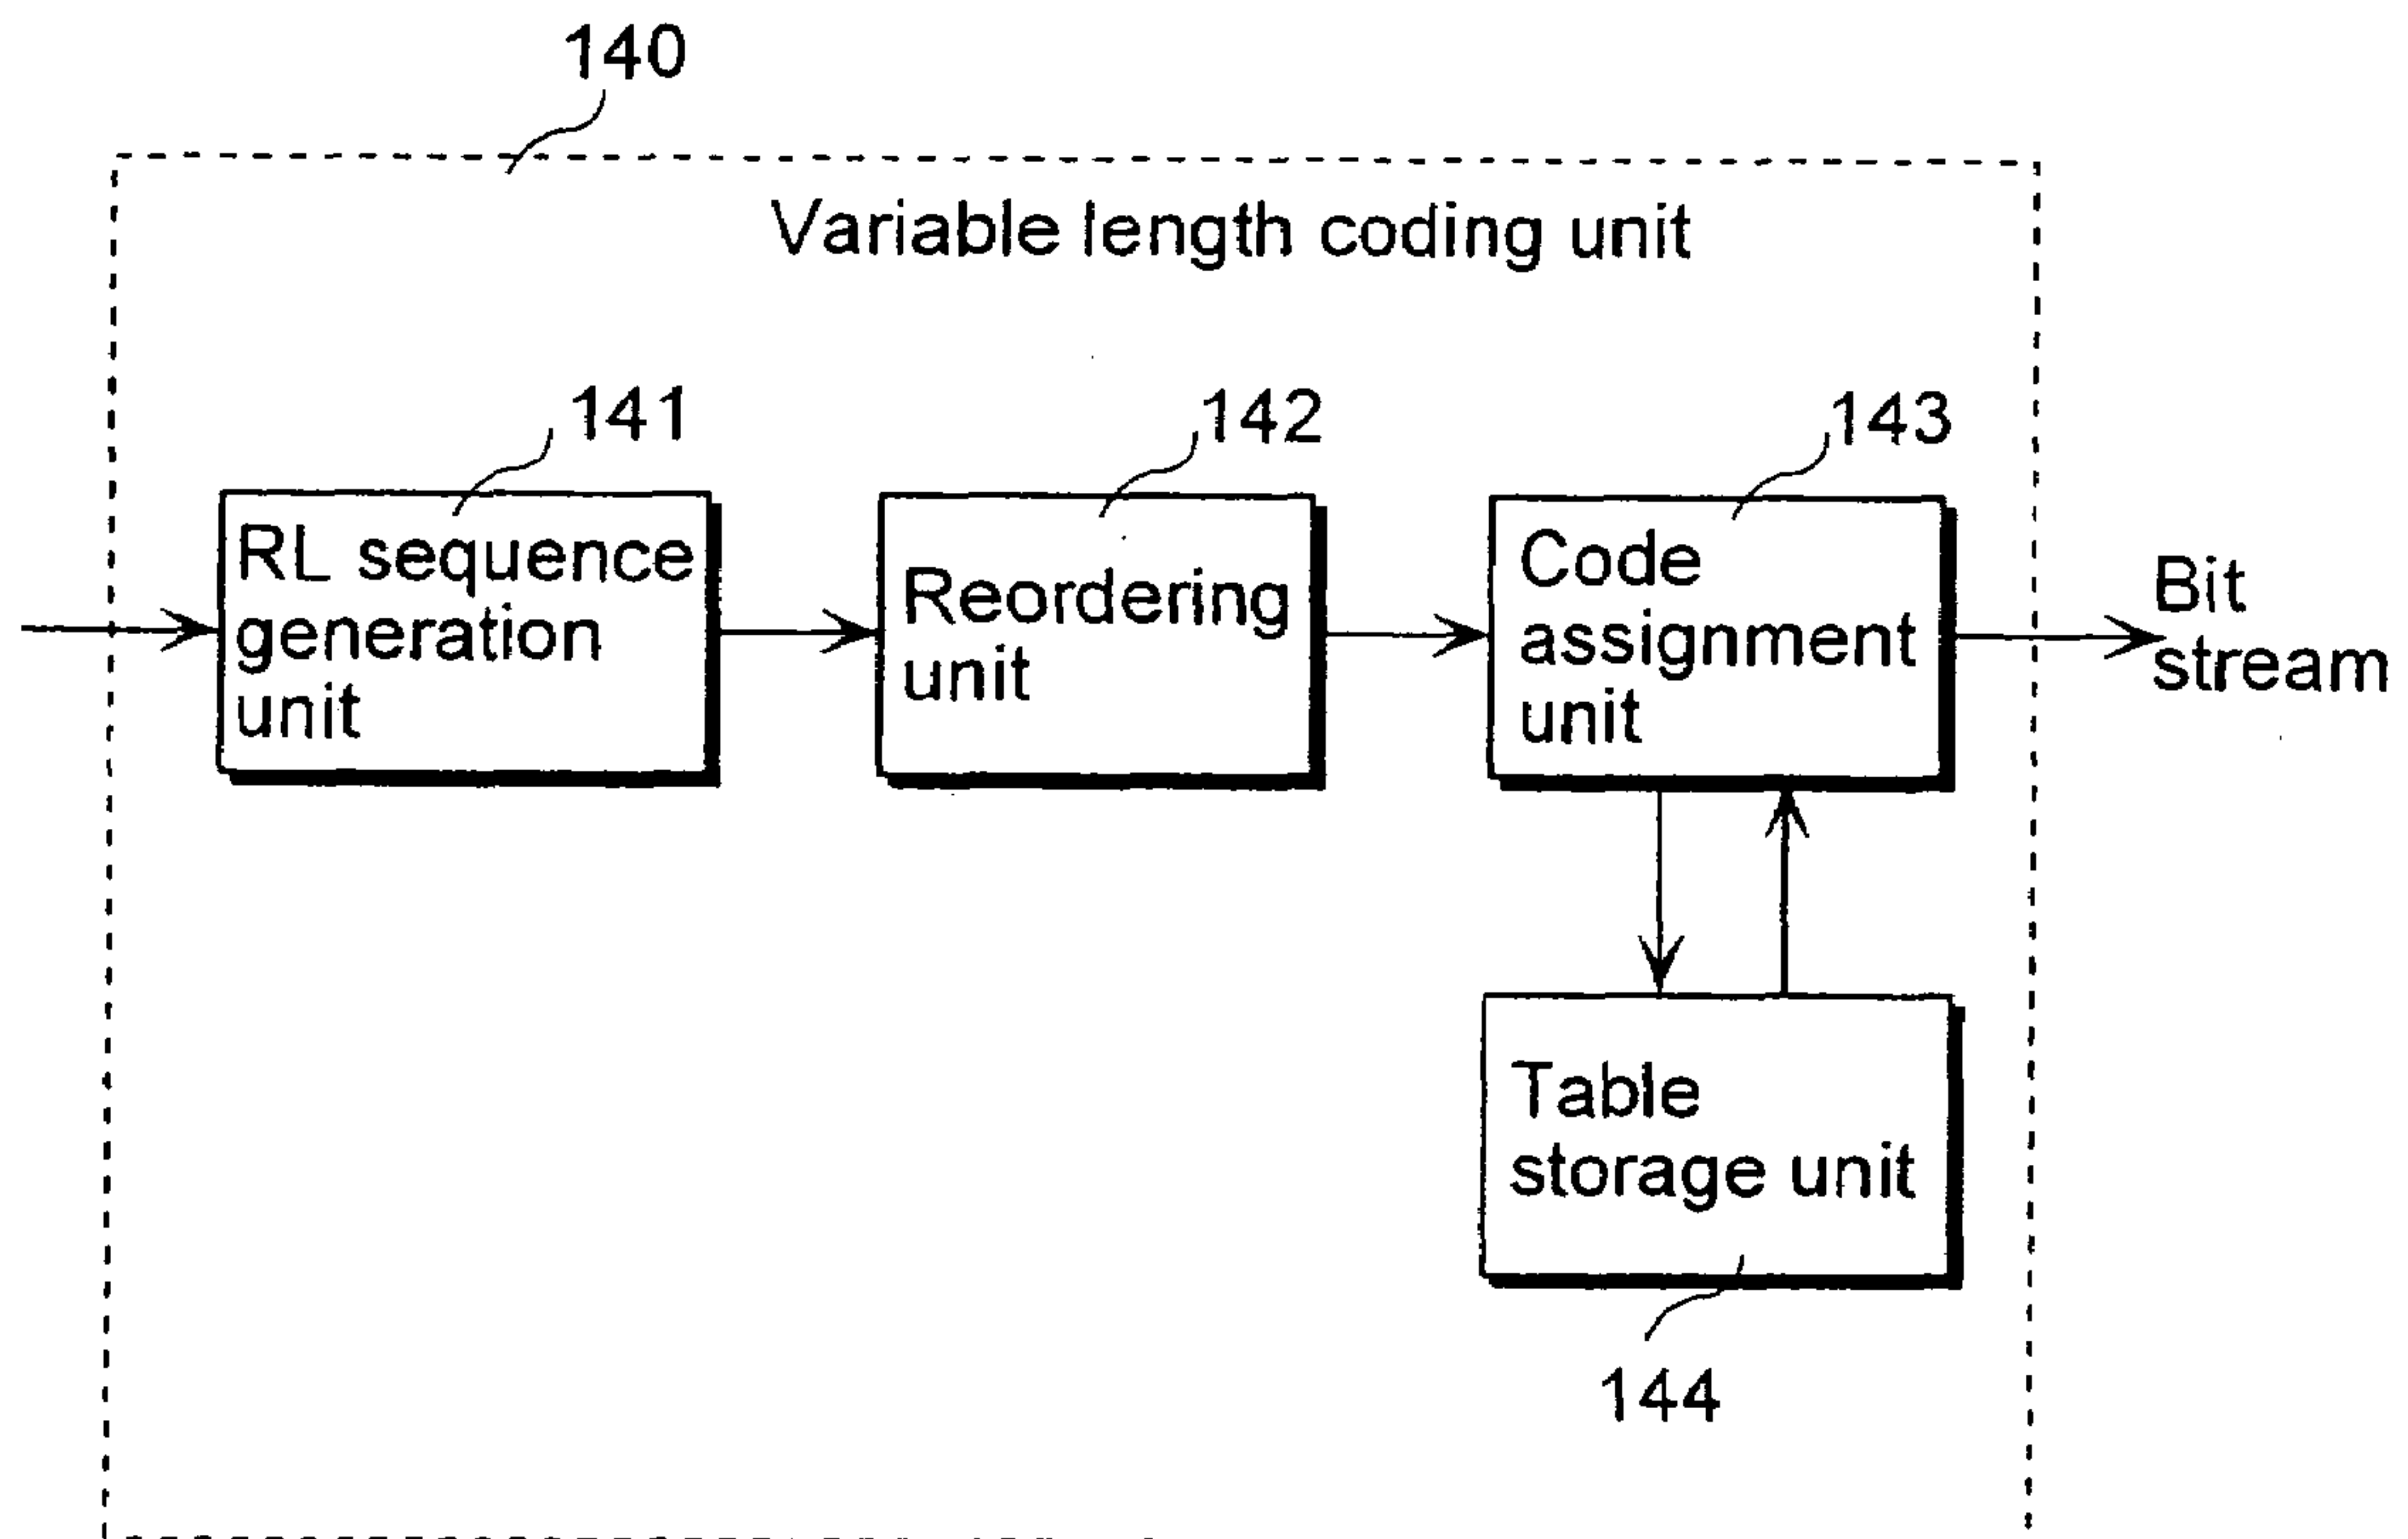 140
Variable length coding unit
141
142
143
RL sequence
generation
unit
Reordering
unit
Code
assignment
unit
Bit
stream
Table
storage unit
144